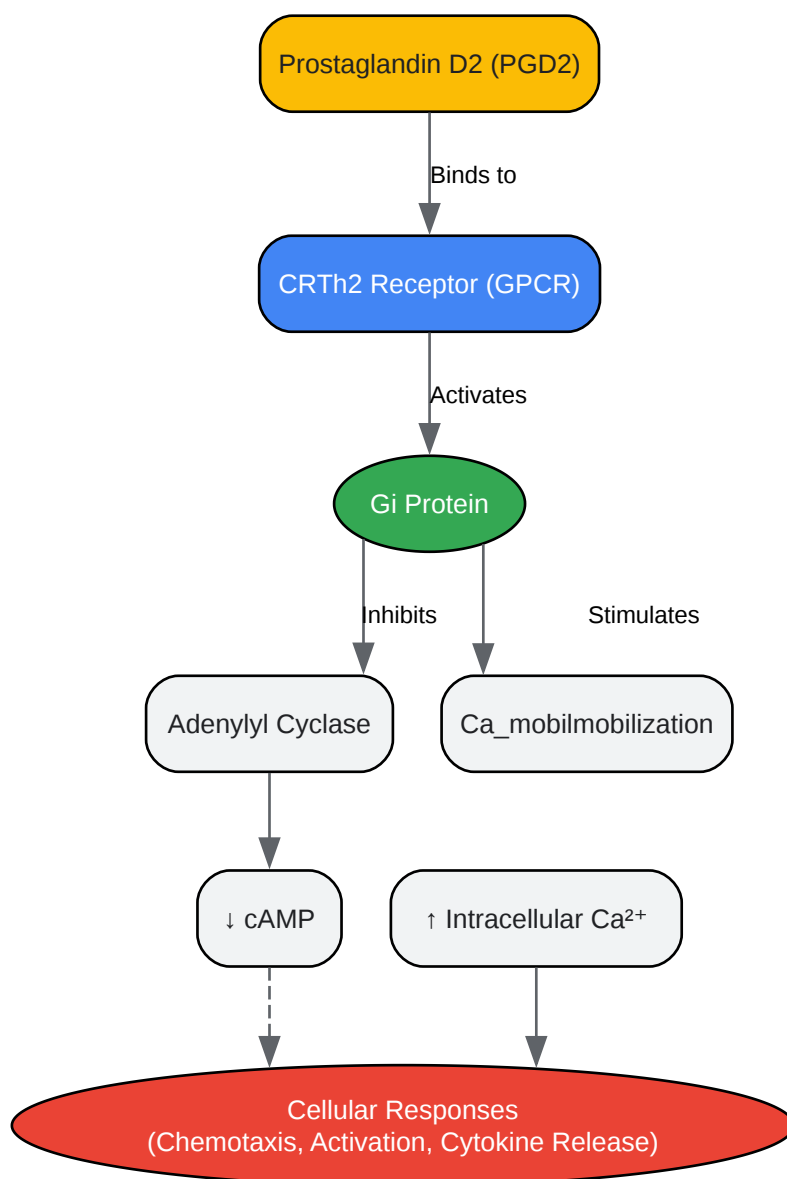 Prostaglandin D2 (PGD2)
Binds to
CRTh2 Receptor (GPCR)
Activates
Gi Protein
Inhibits
Stimulates
Adenylyl Cyclase
Ca_mobilmobilization
↓ cAMP
↑ Intracellular Ca²⁺
Cellular Responses
(Chemotaxis, Activation, Cytokine Release)